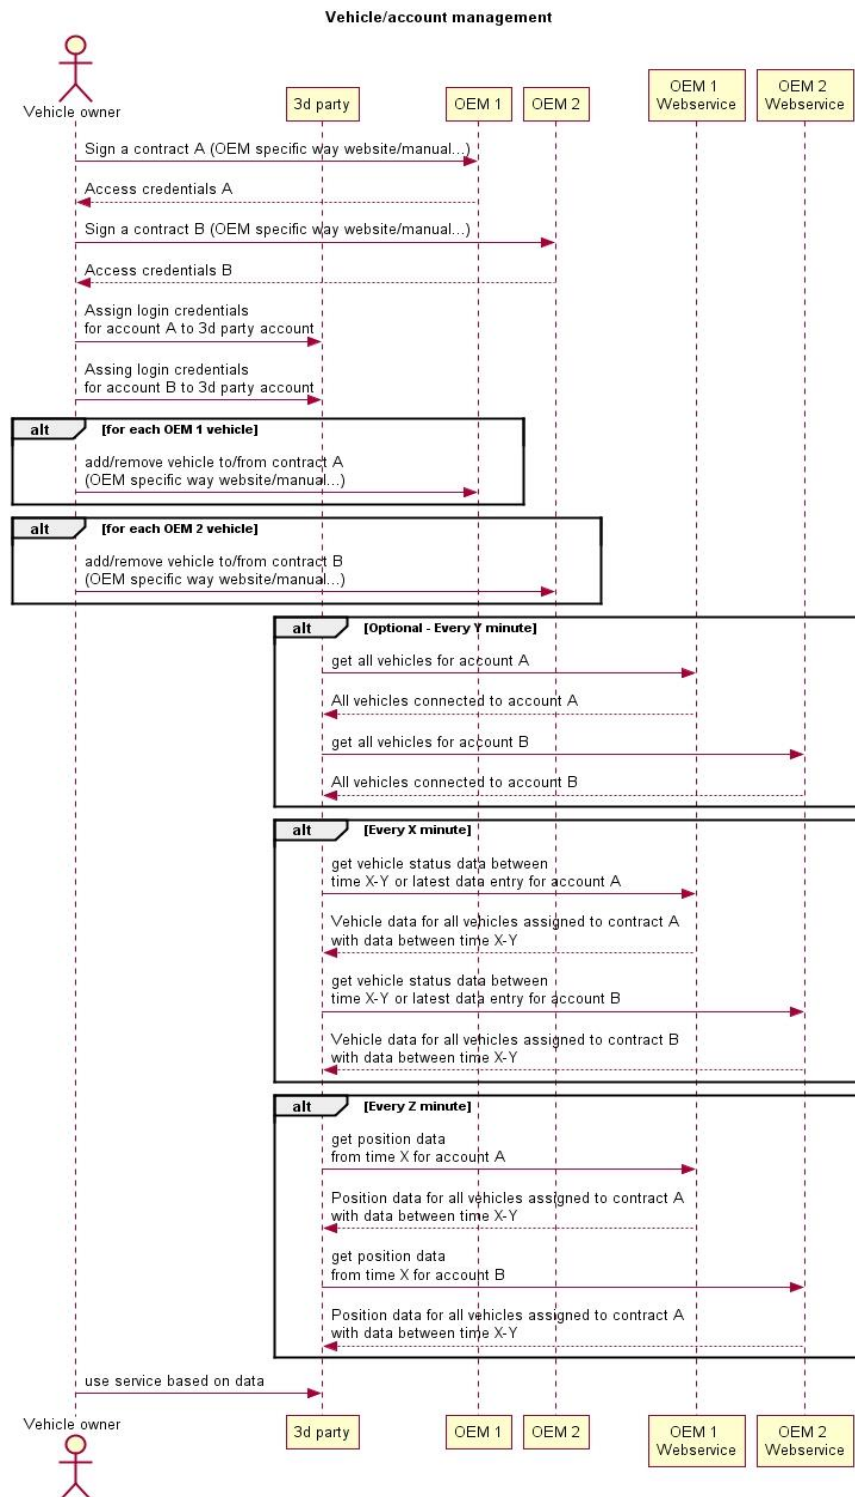 Vehicle/account management
Vehicle owner
3d party
OEM 1
OEM 2
OEM 1
Webservice
OEM 2
Webservice
Sign a contract A (OEM specific way website/manual...)
Access credentials A
Sign a contract B (OEM specific way website/manual...)
Access credentials B
Assign login credentials
for account A to 3d party account
Assing login credentials
for account B to 3d party account
alt [for each OEM 1 vehicle]
add/remove vehicle to/from contract A
(OEM specific way website/manual...)
alt [for each OEM 2 vehicle]
add/remove vehicle to/from contract B
(OEM specific way website/manual...)
alt [Optional - Every Y minute]
get all vehicles for account A
All vehicles connected to account A
get all vehicles for account B
All vehicles connected to account B
alt [Every X minute]
get vehicle status data between
time X-Y or latest data entry for account A
Vehicle data for all vehicles assigned to contract A
with data between time X-Y
get vehicle status data between
time X-Y or latest data entry for account B
Vehicle data for all vehicles assigned to contract B
with data between time X-Y
alt [Every Z minute]
get position data
from time X for account A
Position data for all vehicles assigned to contract A
with data between time X-Y
get position data
from time X for account B
Position data for all vehicles assigned to contract A
with data between time X-Y
use service based on data
Vehicle owner
3d party
OEM 1
OEM 2
OEM 1
Webservice
OEM 2
Webservice